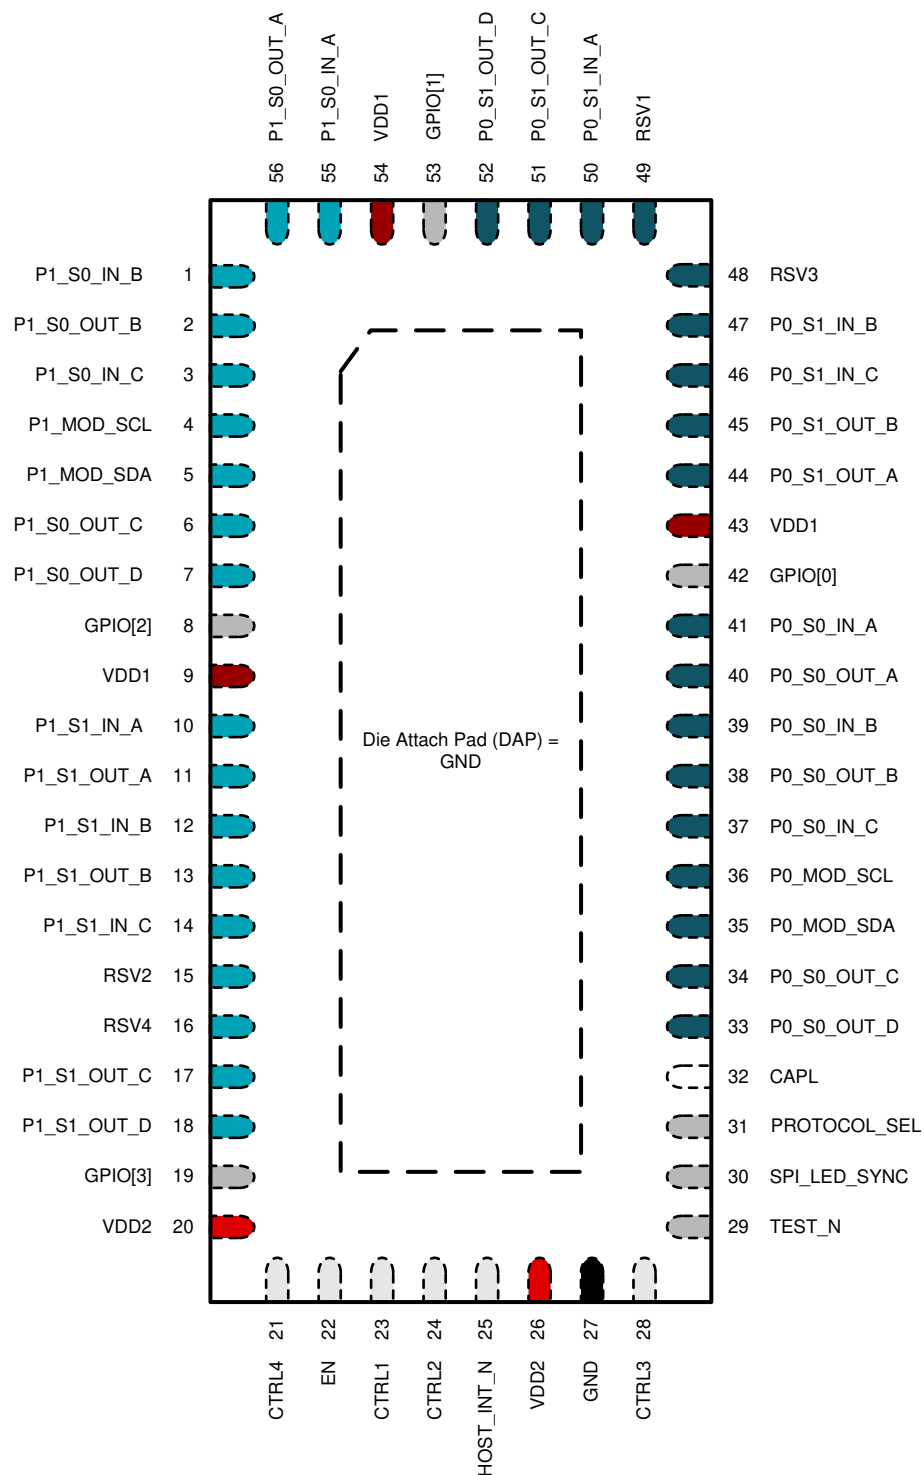 P1_S0_OUT_A
P1_S0_IN_A
VDD1
GPIO[1]
P0_S1_OUT_D
P0_S1_OUT_C
P0_S1_IN_A
RSV1
56
55
54
53
52
51
50
49
P1_S0_IN_B 1
48 RSV3
P1_S0_OUT_B 2
47 P0_S1_IN_B
P1_S0_IN_C 3
46 P0_S1_IN_C
P1_MOD_SCL 4
45 P0_S1_OUT_B
P1_MOD_SDA 5
44 P0_S1_OUT_A
P1_S0_OUT_C 6
43 VDD1
P1_S0_OUT_D 7
42 GPIO[0]
GPIO[2] 8
41 P0_S0_IN_A
VDD1 9
40 P0_S0_OUT_A
P1_S1_IN_A 10
39 P0_S0_IN_B
Die Attach Pad (DAP) =
GND
P1_S1_OUT_A 11
38 P0_S0_OUT_B
P1_S1_IN_B 12
37 P0_S0_IN_C
P1_S1_OUT_B 13
36 P0_MOD_SCL
P1_S1_IN_C 14
35 P0_MOD_SDA
RSV2 15
34 P0_S0_OUT_C
RSV4 16
33 P0_S0_OUT_D
P1_S1_OUT_C 17
32 CAPL
P1_S1_OUT_D 18
31 PROTOCOL_SEL
GPIO[3] 19
30 SPI_LED_SYNC
VDD2 20
29 TEST_N
21
22
23
24
25
26
27
28
CTRL4
EN
CTRL1
CTRL2
HOST_INT_N
VDD2
GND
CTRL3